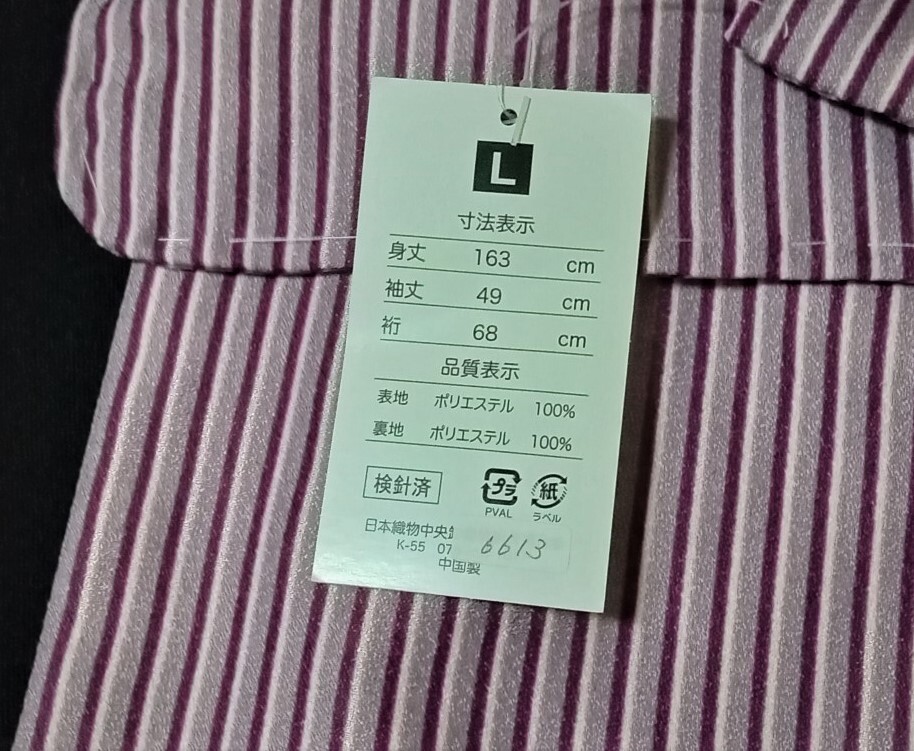 L
寸法表示
身丈 163 cm
袖丈 49 cm
裄 68 cm
品質表示
表地 ポリエステル 100%
裏地 ポリエステル 100%
検針済
プラ 紙
PVAL ラベル
日本織物中央
K-55 07
6613
中国製